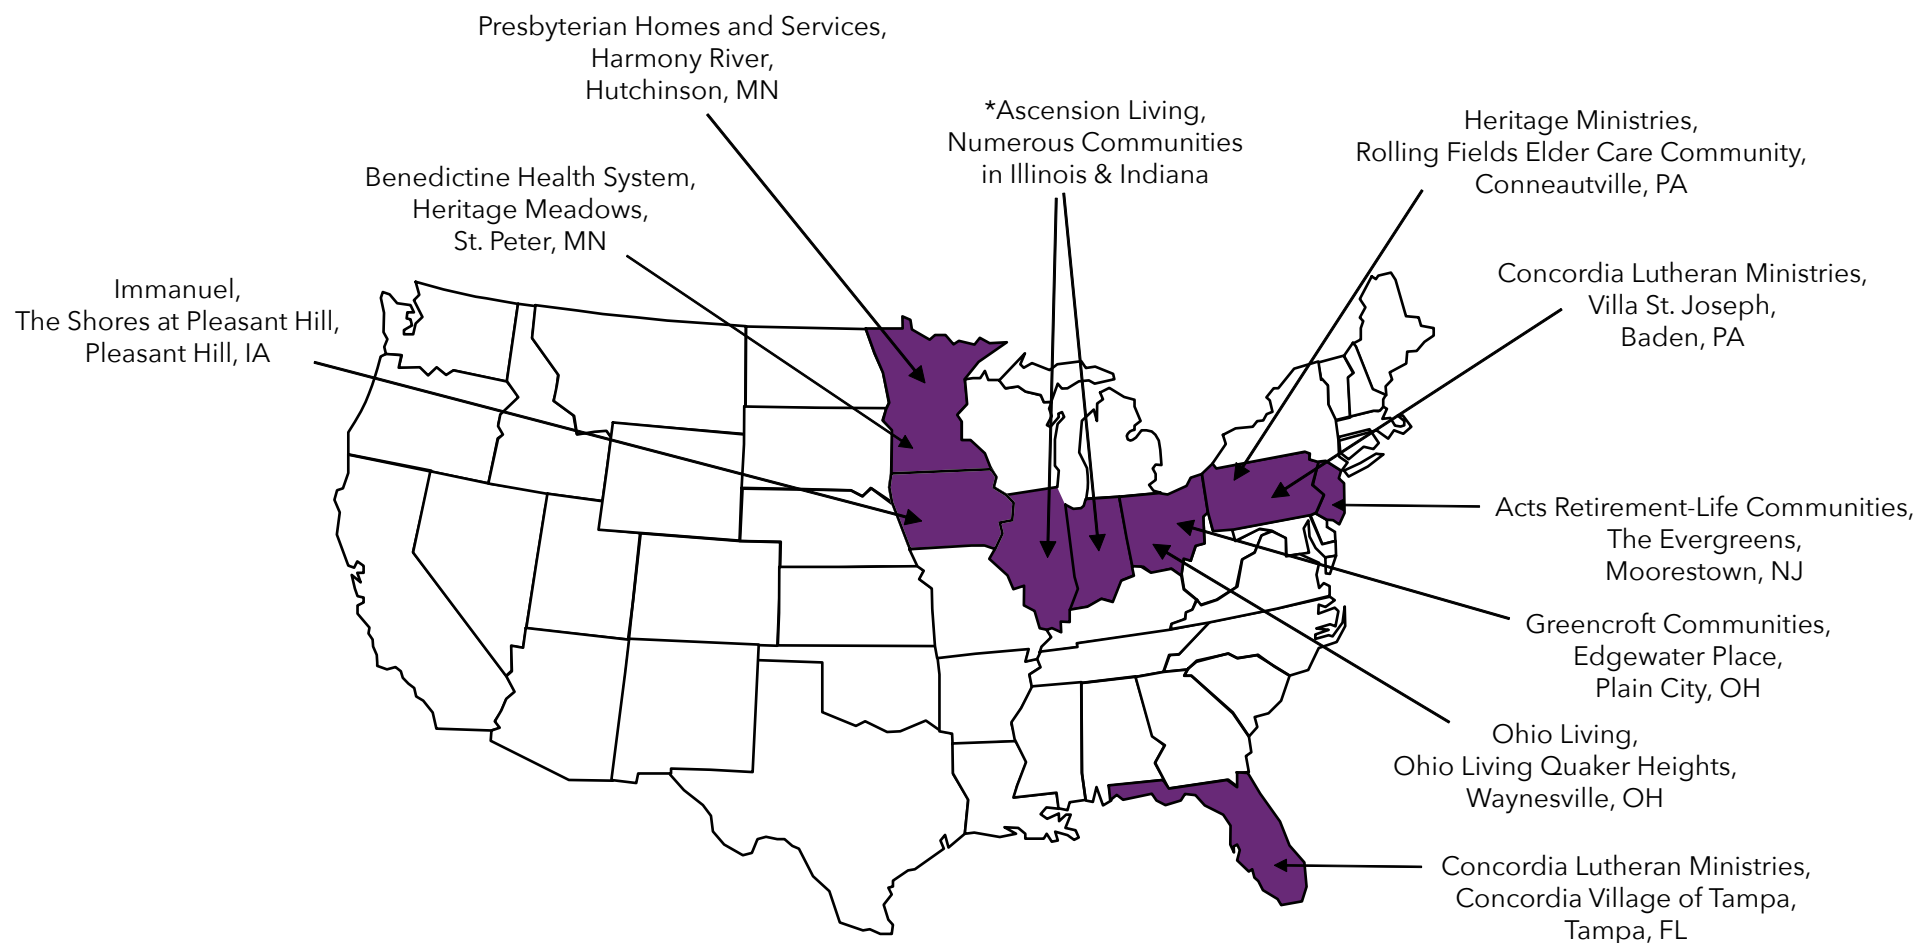 Presbyterian Homes and Services,
Harmony River,
Hutchinson, MN
*Ascension Living,
Numerous Communities
in Illinois & Indiana
Heritage Ministries,
Rolling Fields Elder Care Community,
Conneautville, PA
Benedictine Health System,
Heritage Meadows,
St. Peter, MN
Concordia Lutheran Ministries,
Villa St. Joseph,
Baden, PA
Immanuel,
The Shores at Pleasant Hill,
Pleasant Hill, IA
Acts Retirement-Life Communities,
The Evergreens,
Moorestown, NJ
Greencroft Communities,
Edgewater Place,
Plain City, OH
Ohio Living,
Ohio Living Quaker Heights,
Waynesville, OH
Concordia Lutheran Ministries,
Concordia Village of Tampa,
Tampa, FL